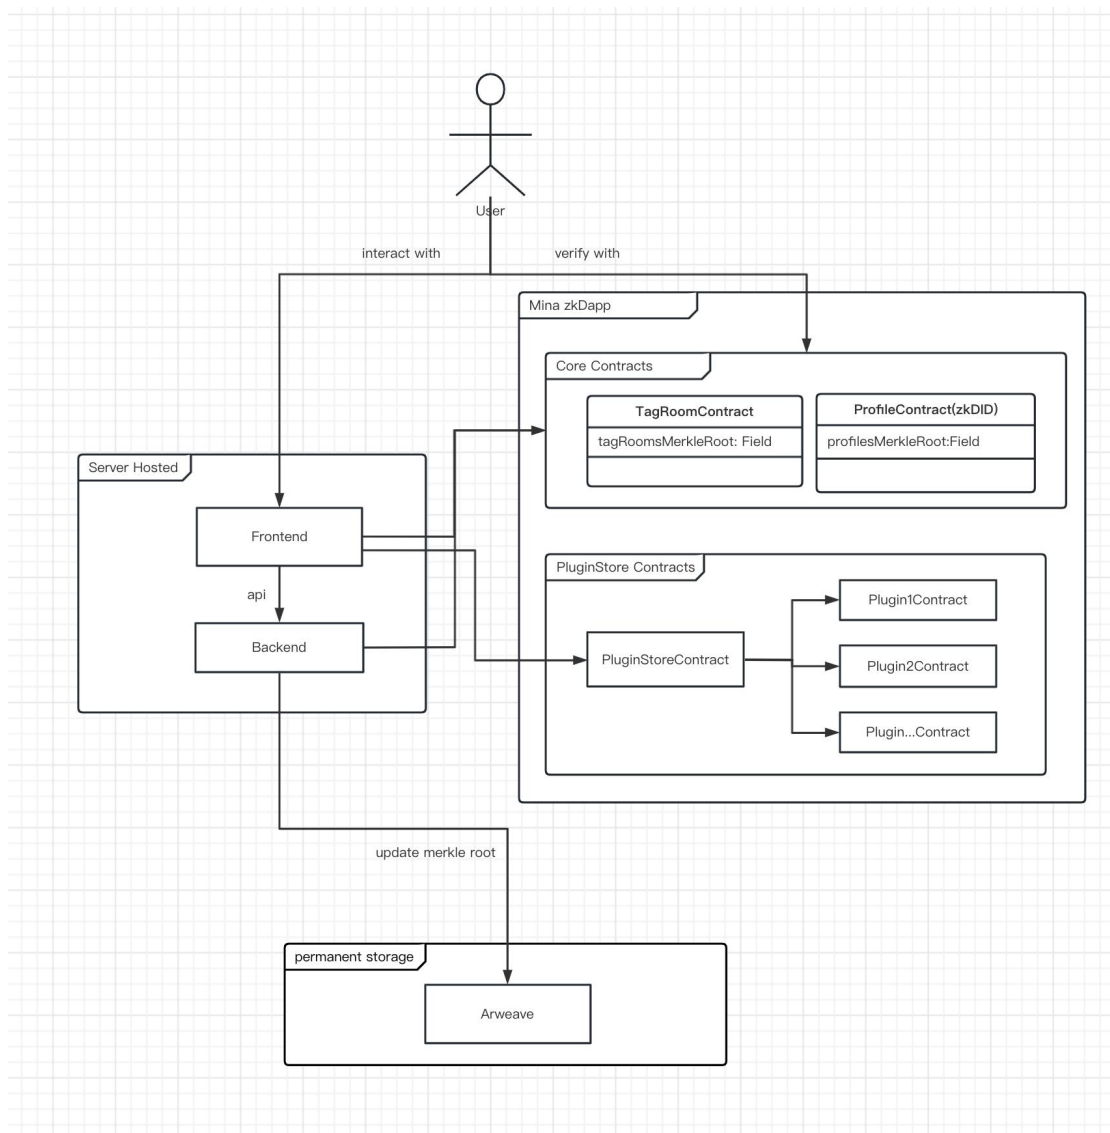 User
interact with
verify with
Mina zkDapp
Core Contracts
TagRoomContract
tagRoomsMerkleRoot: Field
ProfileContract(zkDID)
profilesMerkleRoot:Field
Server Hosted
Frontend
api
Backend
PluginStore Contracts
PluginStoreContract
Plugin1Contract
Plugin2Contract
Plugin...Contract
update merkle root
permanent storage
Arweave